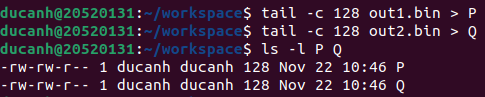 ducanh@20520131:~/workspace$ tail -c 128 out1.bin > P
ducanh@20520131:~/workspace$ tail -c 128 out2.bin > Q
ducanh@20520131:~/workspace$ ls -l P Q
-rw-rw-r-- 1 ducanh ducanh 128 Nov 22 10:46 P
-rw-rw-r-- 1 ducanh ducanh 128 Nov 22 10:46 Q